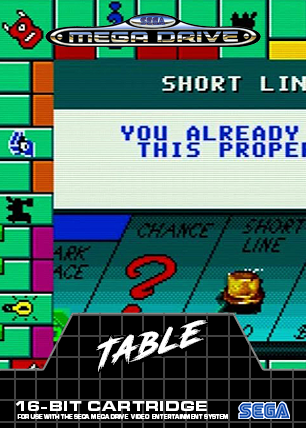 SEGA
MEGA DRIVE
SHORT LIN
YOU ALREADY
THIS PROPE
ARK
ACE
CHANCE
?
SHORT
LINE
TABLE
16-BIT CARTRIDGE
FOR USE WITH THE SEGA MEGA DRIVE VIDEO ENTERTAINMENT SYSTEM
SEGA